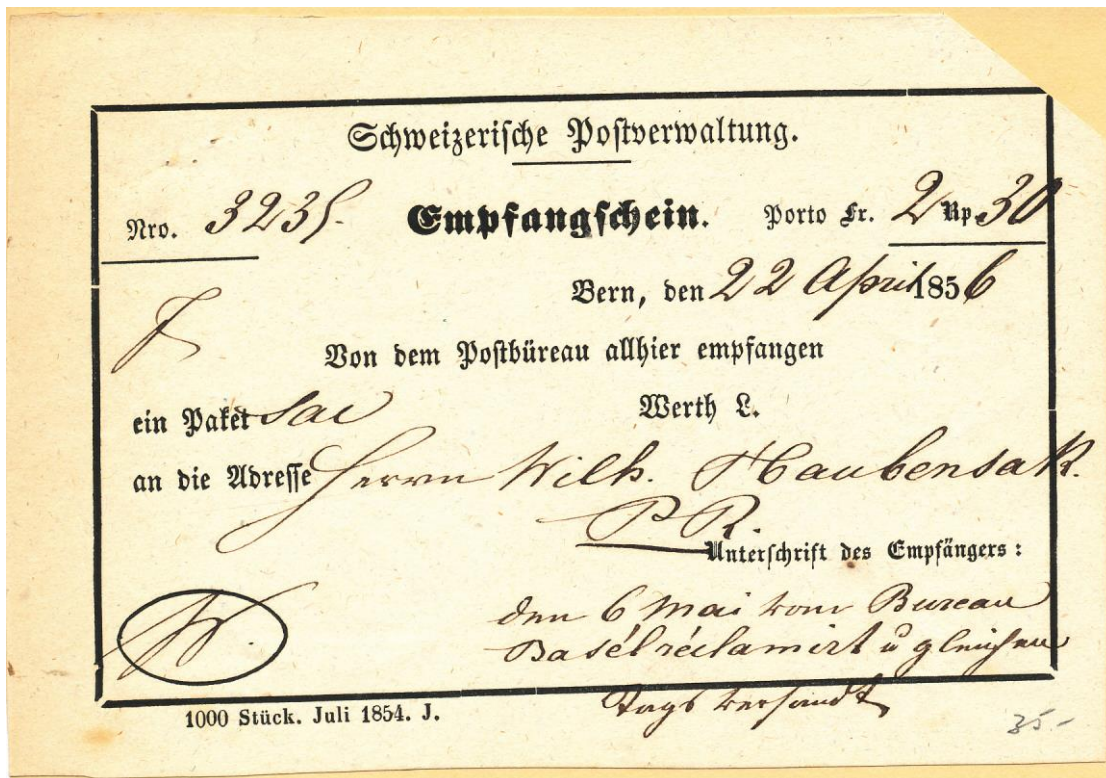 Schweizerische Postverwaltung.
Nro. 3235. Empfangschein. Porto Fr. 2 Rp. 30
Bern, den 22 April 1856
Von dem Postbüreau allhier empfangen
ein Paket Sac Werth L.
an die Adresse Herrn Wilh. Haubensak.
P R.
Unterschrift des Empfängers:
den 6 Mai vom Bureau
Basel réclamirt u gleichen
Tags versandt
1000 Stück. Juli 1854. J.
35.-